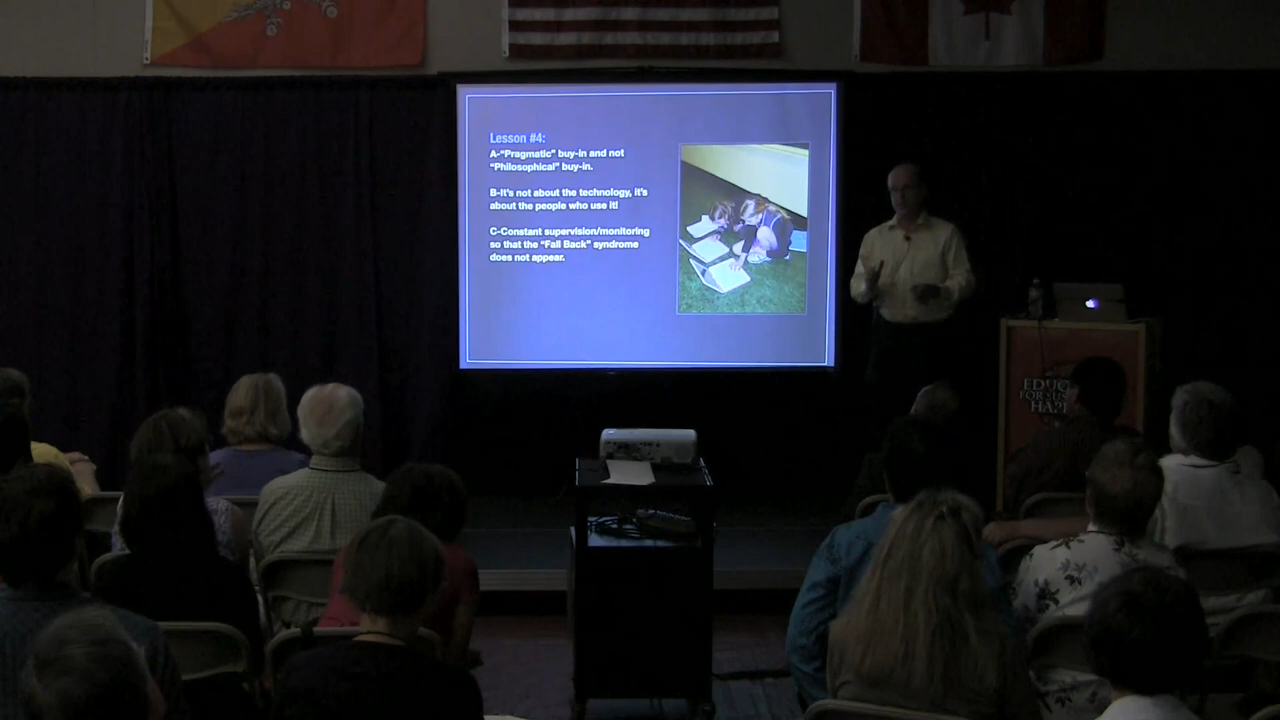 Lesson #4:
A-“Pragmatic” buy-in and not
“Philosophical” buy-in.
B-It’s not about the technology, it’s
about the people who use it!
C-Constant supervision/monitoring
so that the “Fall Back” syndrome
does not appear.
EDUC
FOR SUS
HAPP